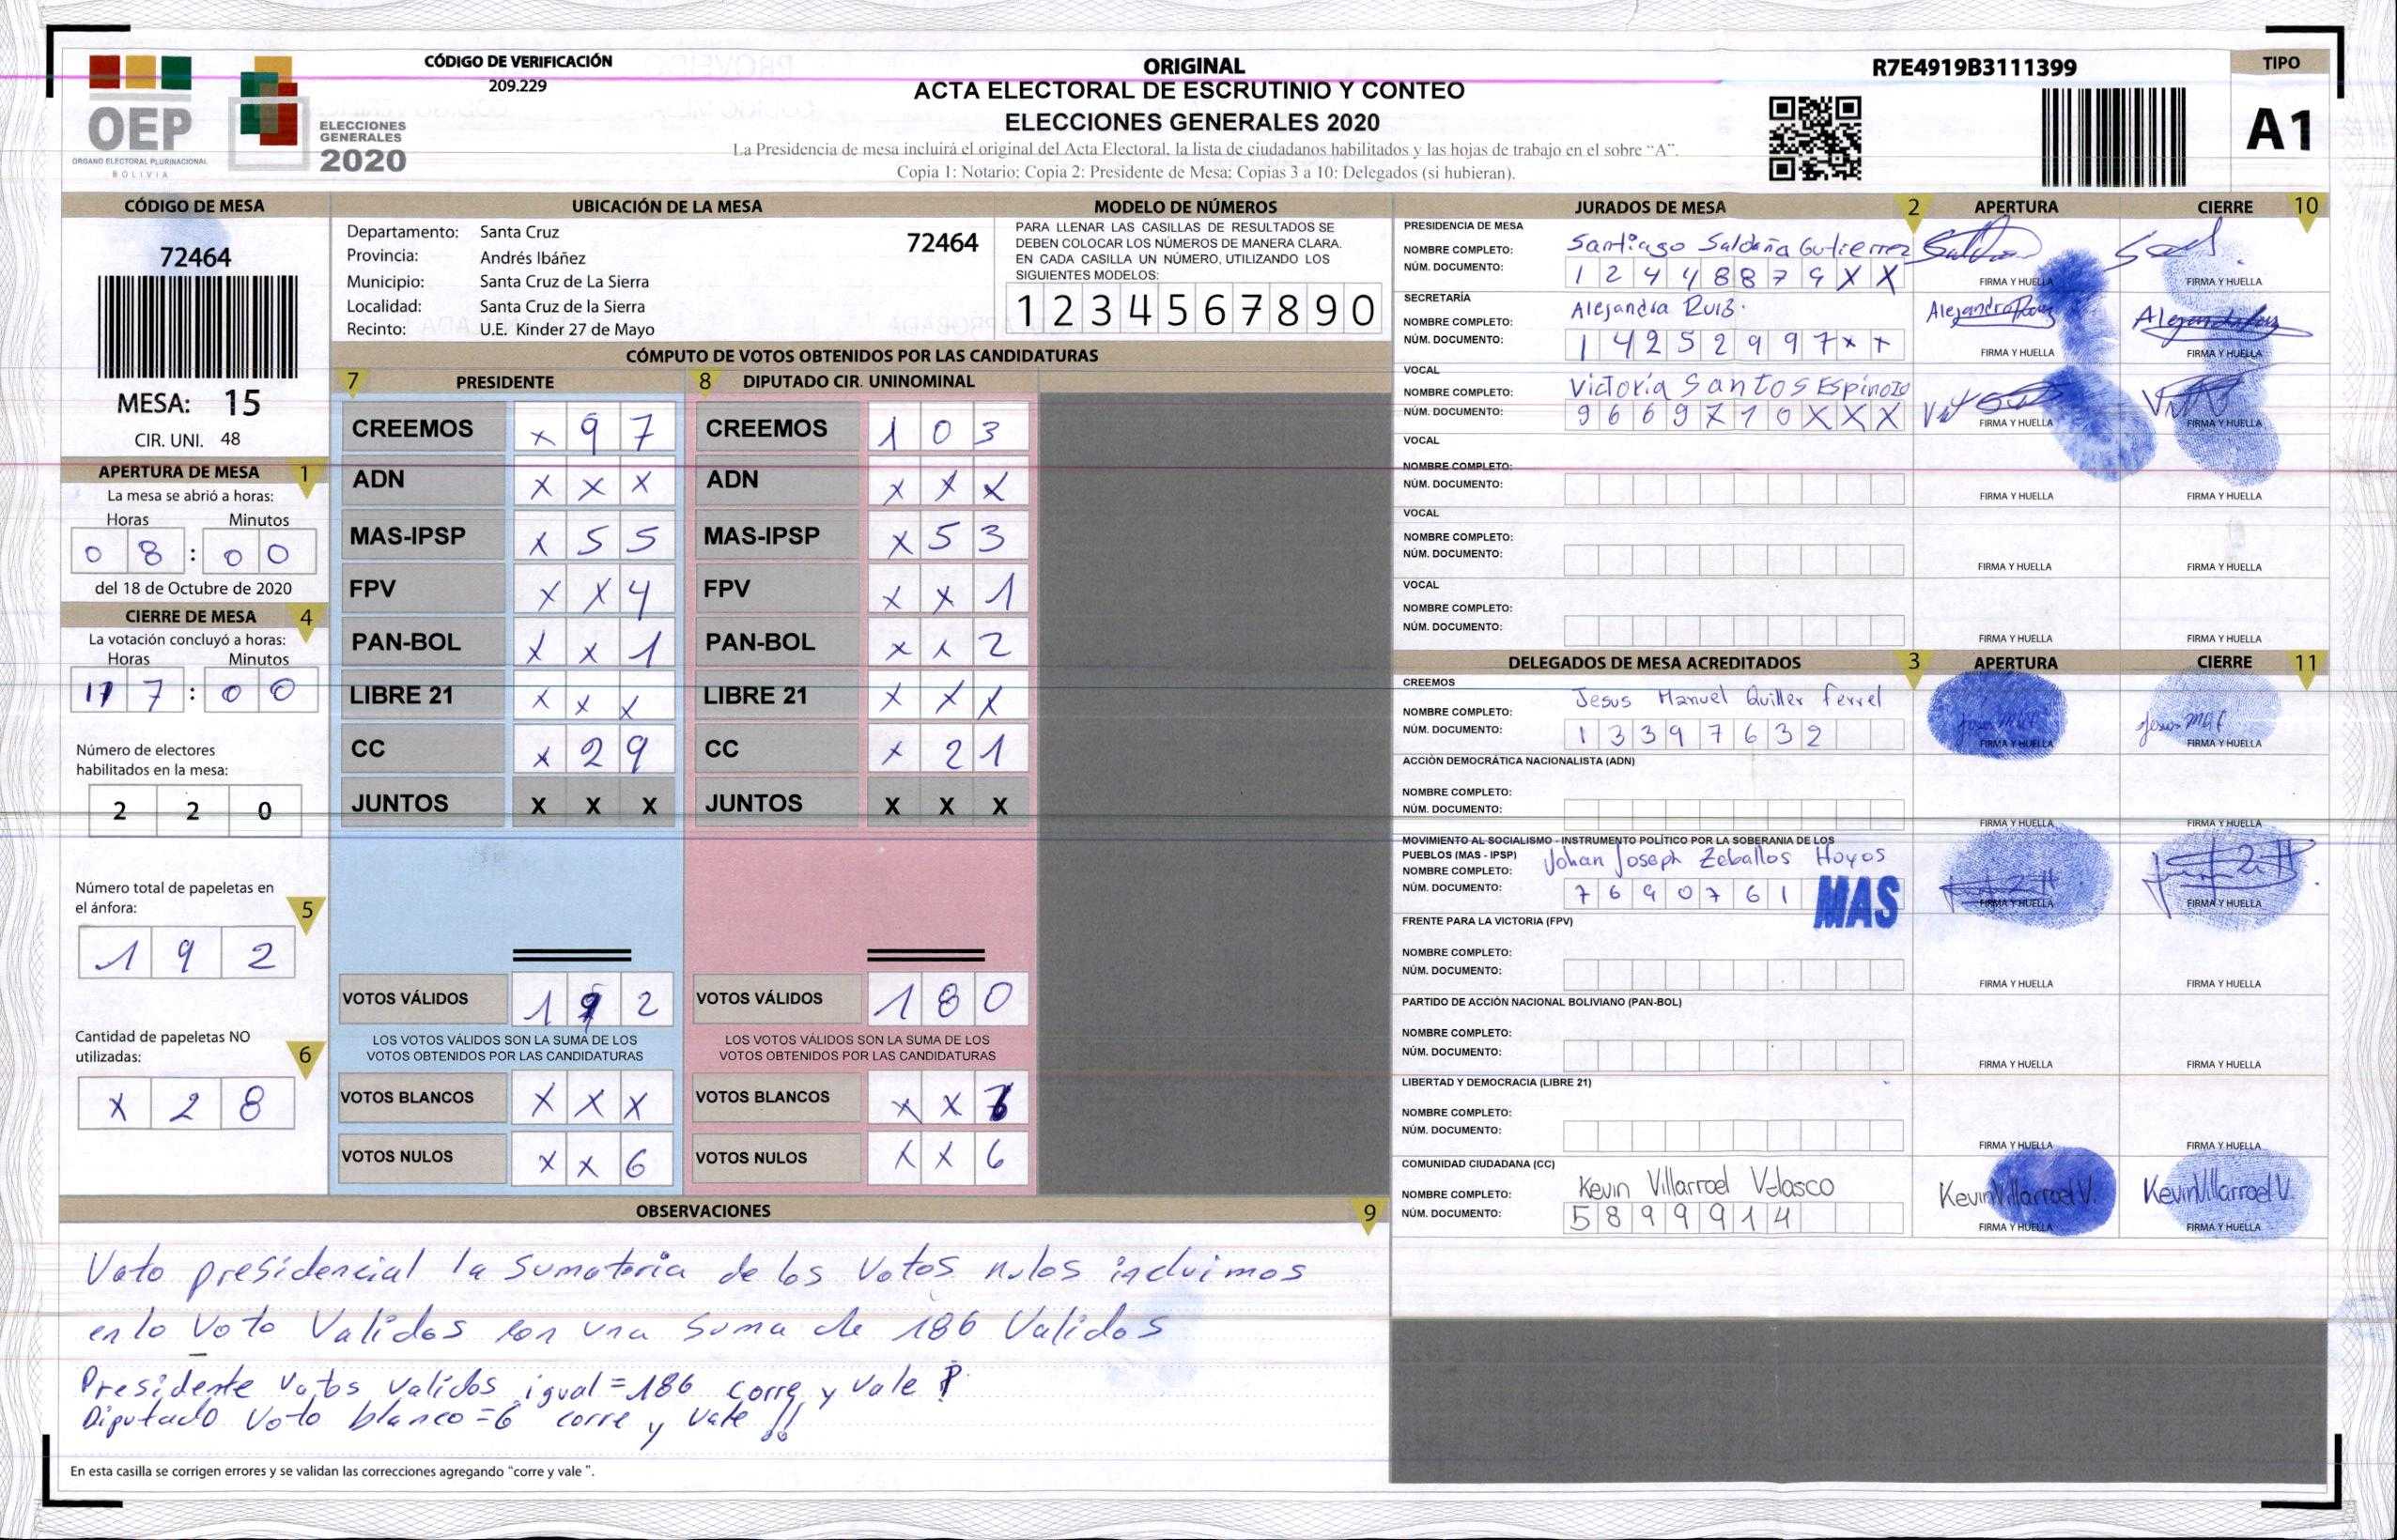 CÓDIGO DE VERIFICACIÓN
209.229
OEP
ORGANO ELECTORAL PLURINACIONAL
BOLIVIA
ELECCIONES
GENERALES
2020
ORIGINAL
ACTA ELECTORAL DE ESCRUTINIO Y CONTEO
ELECCIONES GENERALES 2020
La Presidencia de mesa incluirá el original del Acta Electoral, la lista de ciudadanos habilitados y las hojas de trabajo en el sobre “A”.
Copia 1: Notario; Copia 2: Presidente de Mesa; Copias 3 a 10: Delegados (si hubieran).
R7E4919B3111399
TIPO
A1
CÓDIGO DE MESA
72464
MESA: 15
CIR. UNI. 48
APERTURA DE MESA 1
La mesa se abrió a horas:
Horas Minutos
0 8 : 0 0
del 18 de Octubre de 2020
CIERRE DE MESA 4
La votación concluyó a horas:
Horas Minutos
1 7 : 0 0
Número de electores
habilitados en la mesa:
2 2 0
Número total de papeletas en
el ánfora: 5
1 9 2
Cantidad de papeletas NO
utilizadas: 6
X 2 8
UBICACIÓN DE LA MESA
Departamento: Santa Cruz 72464
Provincia: Andrés Ibáñez
Municipio: Santa Cruz de La Sierra
Localidad: Santa Cruz de la Sierra
Recinto: U.E. Kinder 27 de Mayo
MODELO DE NÚMEROS
PARA LLENAR LAS CASILLAS DE RESULTADOS SE
DEBEN COLOCAR LOS NÚMEROS DE MANERA CLARA.
EN CADA CASILLA UN NÚMERO, UTILIZANDO LOS
SIGUIENTES MODELOS:
1 2 3 4 5 6 7 8 9 0
CÓMPUTO DE VOTOS OBTENIDOS POR LAS CANDIDATURAS
7 PRESIDENTE 8 DIPUTADO CIR. UNINOMINAL
CREEMOS x 9 7 CREEMOS 1 0 3
ADN x x x ADN x x x
MAS-IPSP x 5 5 MAS-IPSP x 5 3
FPV x x 4 FPV x x 1
PAN-BOL x x 1 PAN-BOL x x 2
LIBRE 21 x x x LIBRE 21 x x x
CC x 2 9 CC x 2 1
JUNTOS X X X JUNTOS X X X
VOTOS VÁLIDOS 1 9 2 VOTOS VÁLIDOS 1 8 0
LOS VOTOS VÁLIDOS SON LA SUMA DE LOS LOS VOTOS VÁLIDOS SON LA SUMA DE LOS
VOTOS OBTENIDOS POR LAS CANDIDATURAS VOTOS OBTENIDOS POR LAS CANDIDATURAS
VOTOS BLANCOS x x x VOTOS BLANCOS x x
VOTOS NULOS x x 6 VOTOS NULOS x x 6
OBSERVACIONES 9
Voto presidencial la Sumatoria de los Votos nulos incluimos
en lo Voto Validos con una Suma de 186 Validos
Presidente Votos Validos igual = 186 corre y vale
Diputado Voto blanco = 6 corre y vale !!
En esta casilla se corrigen errores y se validan las correcciones agregando “corre y vale ”.
JURADOS DE MESA 2 APERTURA CIERRE 10
PRESIDENCIA DE MESA
NOMBRE COMPLETO: Santiago Saldaña Gutierrez
NÚM. DOCUMENTO: 1 2 4 4 8 8 7 9 X X FIRMA Y HUELLA FIRMA Y HUELLA
SECRETARÍA
NOMBRE COMPLETO: Alejandra Ruiz.
NÚM. DOCUMENTO: 1 4 2 5 2 9 9 7 x x FIRMA Y HUELLA FIRMA Y HUELLA
VOCAL
NOMBRE COMPLETO: Victoria Santos Espinoza
NÚM. DOCUMENTO: 9 6 6 9 7 1 0 X X X FIRMA Y HUELLA FIRMA Y HUELLA
VOCAL
NOMBRE COMPLETO:
NÚM. DOCUMENTO: FIRMA Y HUELLA FIRMA Y HUELLA
VOCAL
NOMBRE COMPLETO:
NÚM. DOCUMENTO: FIRMA Y HUELLA FIRMA Y HUELLA
VOCAL
NOMBRE COMPLETO:
NÚM. DOCUMENTO: FIRMA Y HUELLA FIRMA Y HUELLA
DELEGADOS DE MESA ACREDITADOS 3 APERTURA CIERRE 11
CREEMOS
NOMBRE COMPLETO: Jesus Manuel Quiller Ferrel
NÚM. DOCUMENTO: 1 3 3 9 7 6 3 2 FIRMA Y HUELLA FIRMA Y HUELLA
ACCIÓN DEMOCRÁTICA NACIONALISTA (ADN)
NOMBRE COMPLETO:
NÚM. DOCUMENTO: FIRMA Y HUELLA FIRMA Y HUELLA
MOVIMIENTO AL SOCIALISMO - INSTRUMENTO POLÍTICO POR LA SOBERANIA DE LOS
PUEBLOS (MAS - IPSP)
NOMBRE COMPLETO: Johan Joseph Zeballos Hoyos
NÚM. DOCUMENTO: 7 6 9 0 7 6 1 MAS FIRMA Y HUELLA FIRMA Y HUELLA
FRENTE PARA LA VICTORIA (FPV)
NOMBRE COMPLETO:
NÚM. DOCUMENTO: FIRMA Y HUELLA FIRMA Y HUELLA
PARTIDO DE ACCIÓN NACIONAL BOLIVIANO (PAN-BOL)
NOMBRE COMPLETO:
NÚM. DOCUMENTO: FIRMA Y HUELLA FIRMA Y HUELLA
LIBERTAD Y DEMOCRACIA (LIBRE 21)
NOMBRE COMPLETO:
NÚM. DOCUMENTO: FIRMA Y HUELLA FIRMA Y HUELLA
COMUNIDAD CIUDADANA (CC)
NOMBRE COMPLETO: Kevin Villarroel Velasco KevinVillarroel V. KevinVillarroel V.
NÚM. DOCUMENTO: 5 8 9 9 9 1 4 FIRMA Y HUELLA FIRMA Y HUELLA